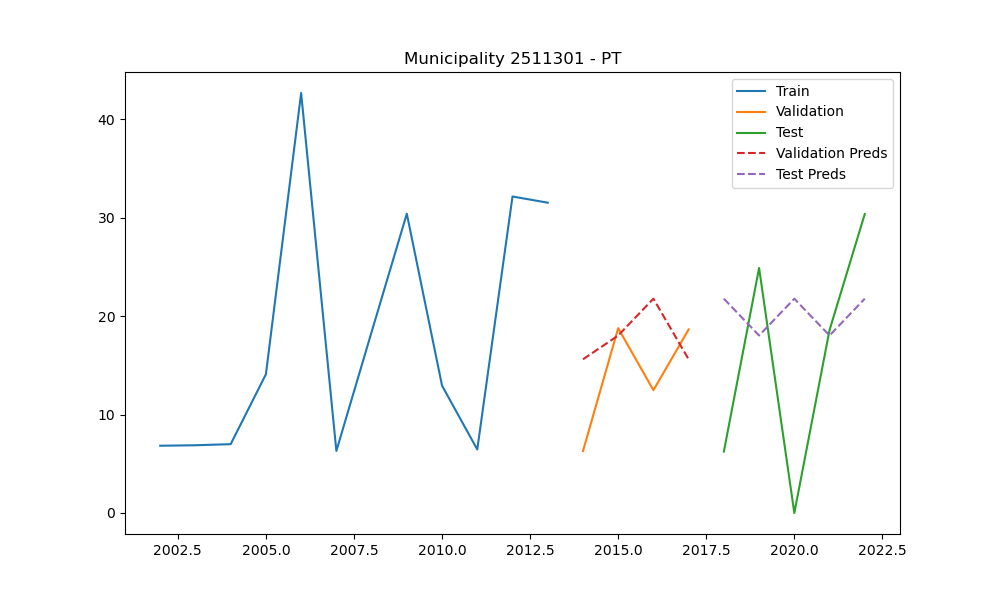 Municipality 2511301 - PT
Train
Validation
Test
Validation Preds
Test Preds
40
30
20
10
0
2002.5 2005.0 2007.5 2010.0 2012.5 2015.0 2017.5 2020.0 2022.5